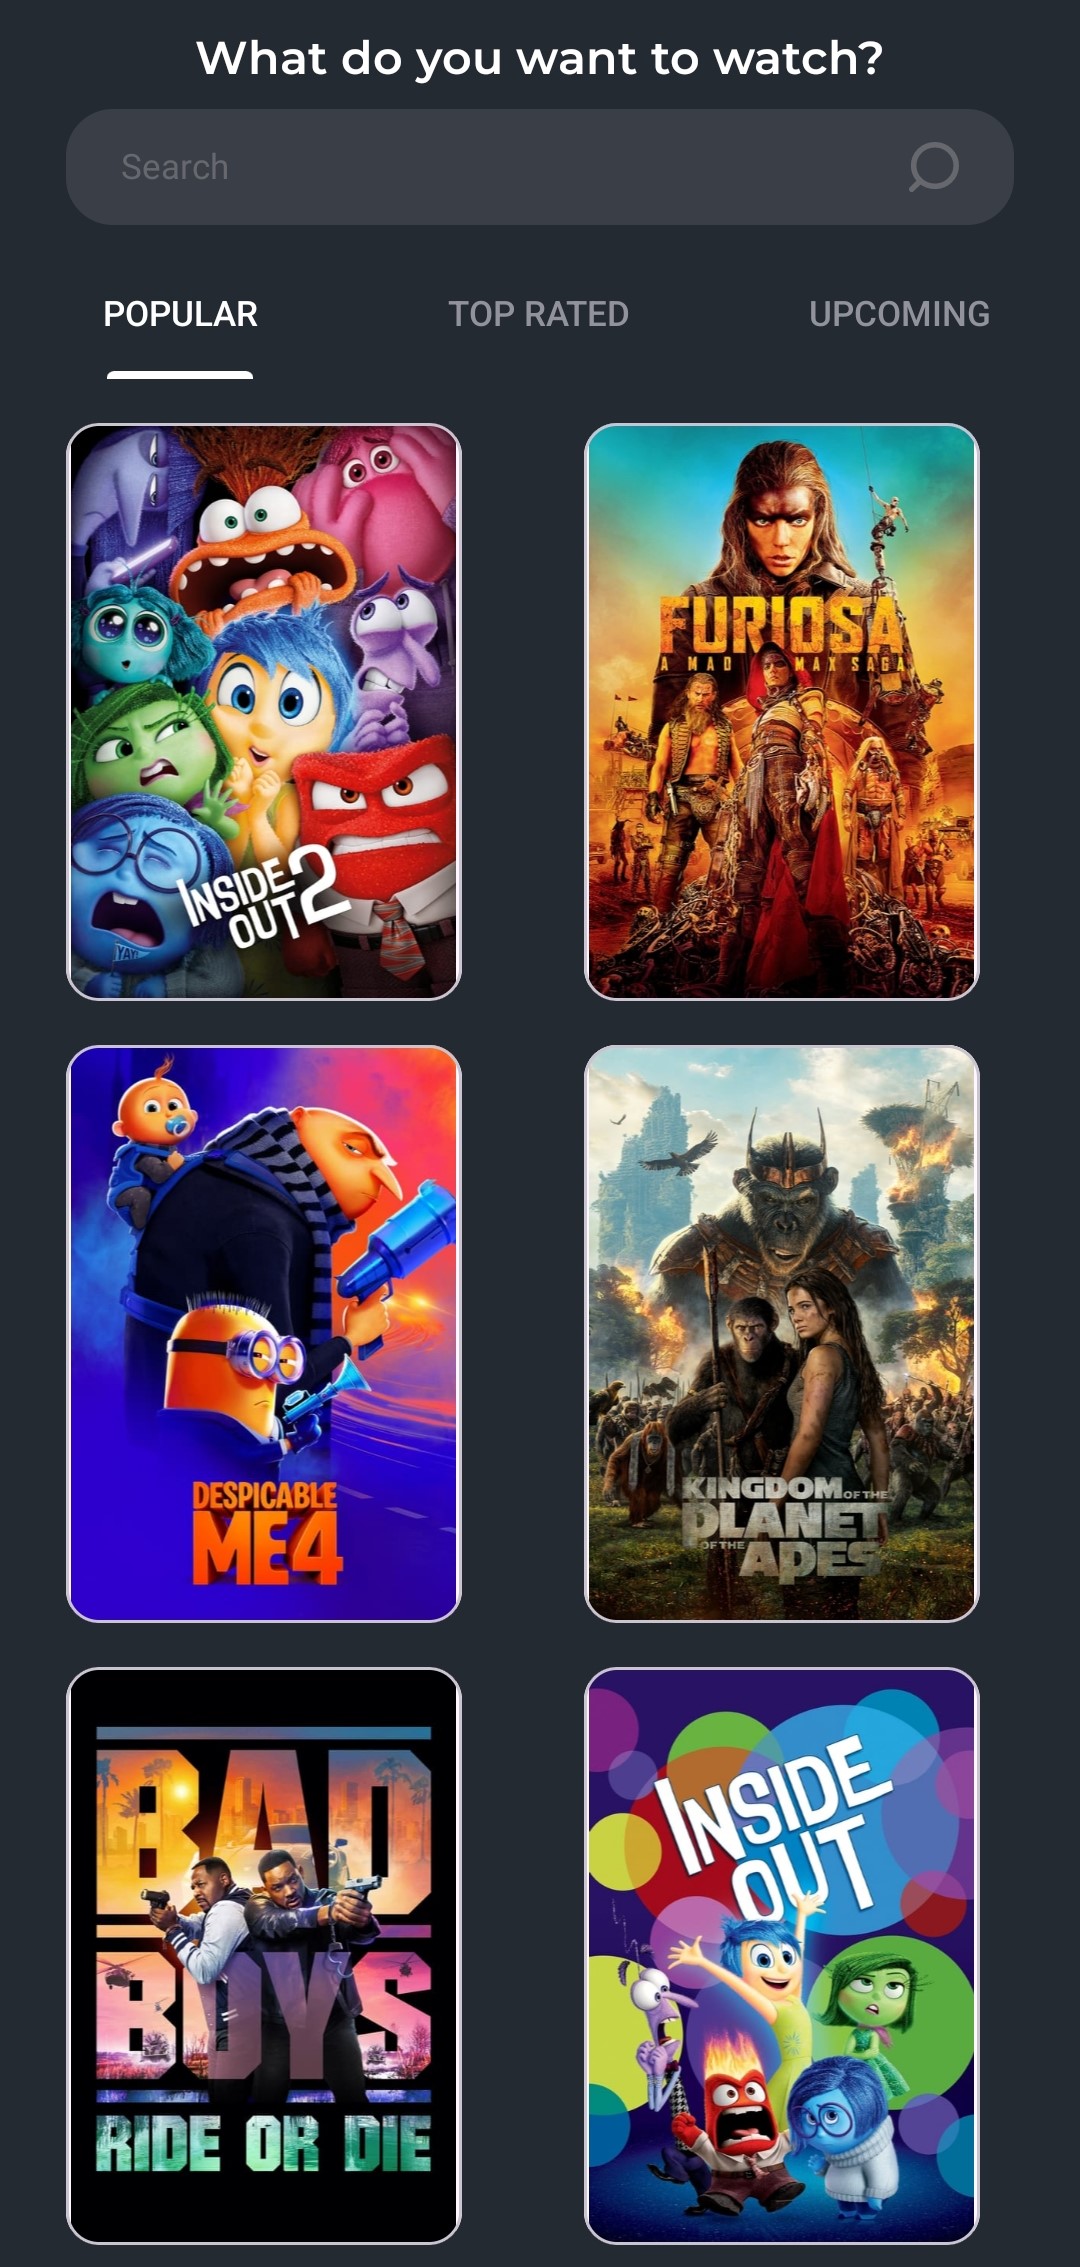 What do you want to watch?
Search
POPULAR
TOP RATED
UPCOMING
YAY!
INSIDE
OUT 2
FURIOSA
A MAD MAX SAGA
DESPICABLE
ME 4
KINGDOM OF THE
PLANET
OF THE APES
BAD
BOYS
RIDE OR DIE
INSIDE
OUT